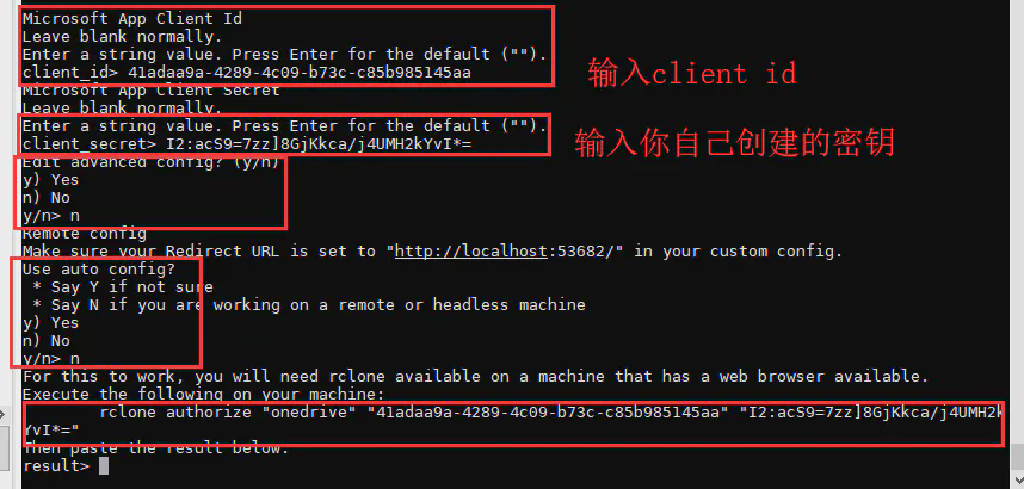 Microsoft App Client Id
Leave blank normally.
Enter a string value. Press Enter for the default ("").
client_id> 41adaa9a-4289-4c09-b73c-c85b985145aa
输入client id
Microsoft App Client Secret
Leave blank normally.
Enter a string value. Press Enter for the default ("").
client_secret> I2:acS9=7zz]8GjKkca/j4UMH2kYvI*=
输入你自己创建的密钥
Edit advanced config? (y/n)
y) Yes
n) No
y/n> n
Remote config
Make sure your Redirect URL is set to "http://localhost:53682/" in your custom config.
Use auto config?
* Say Y if not sure
* Say N if you are working on a remote or headless machine
y) Yes
n) No
y/n> n
For this to work, you will need rclone available on a machine that has a web browser available.
Execute the following on your machine:
rclone authorize "onedrive" "41adaa9a-4289-4c09-b73c-c85b985145aa" "I2:acS9=7zz]8GjKkca/j4UMH2k
YvI*="
Then paste the result below:
result>